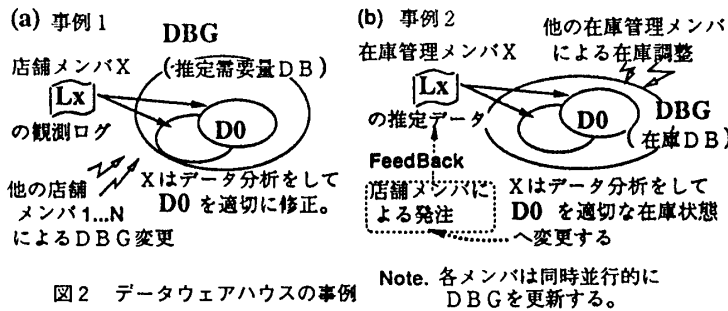 (a) 事例1
DBG
(推定需要量DB)
店舗メンバX
Lx
D0
の観測ログ
他の店舗
メンバ 1...N
によるDBG変更
Xはデータ分析をして
D0 を適切に修正。
(b) 事例2
他の在庫管理メンバ
による在庫調整
在庫管理メンバX
Lx
D0
DBG
(在庫DB)
の推定データ
FeedBack
店舗メンバに
よる発注
Xはデータ分析をして
D0 を適切な在庫状態
へ変更する
図2 データウェアハウスの事例
Note. 各メンバは同時並行的に
DBGを更新する。